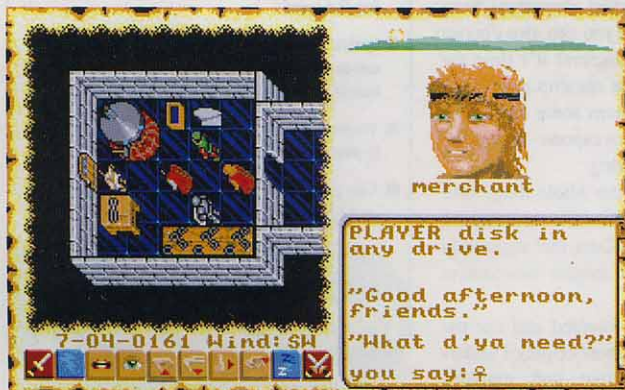 merchant
PLAYER disk in
any drive.
"Good afternoon,
friends."
"What d'ya need?"
you say:♀
7-04-0161 Wind:SW